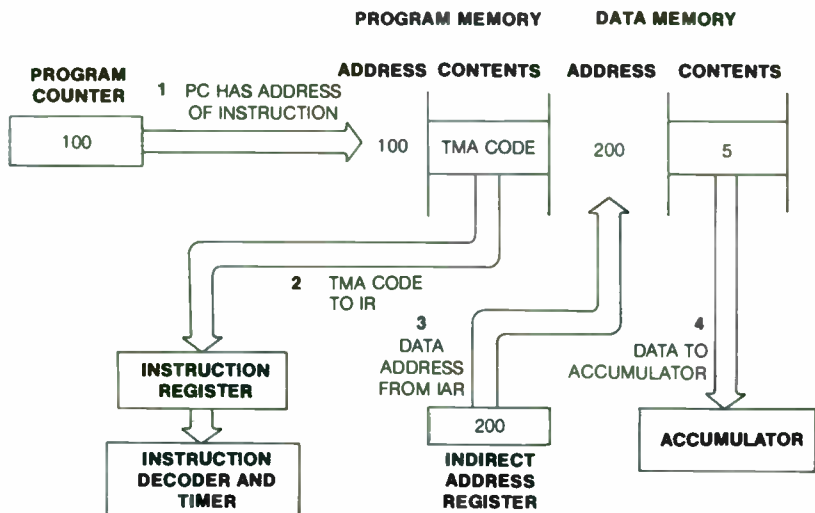 PROGRAM MEMORY
DATA MEMORY
ADDRESS CONTENTS
ADDRESS CONTENTS
PROGRAM
COUNTER
100
1 PC HAS ADDRESS
OF INSTRUCTION
100
TMA CODE
200
5
2 TMA CODE
TO IR
3
DATA
ADDRESS
FROM IAR
4
DATA TO
ACCUMULATOR
INSTRUCTION
REGISTER
INSTRUCTION
DECODER AND
TIMER
200
INDIRECT
ADDRESS
REGISTER
ACCUMULATOR